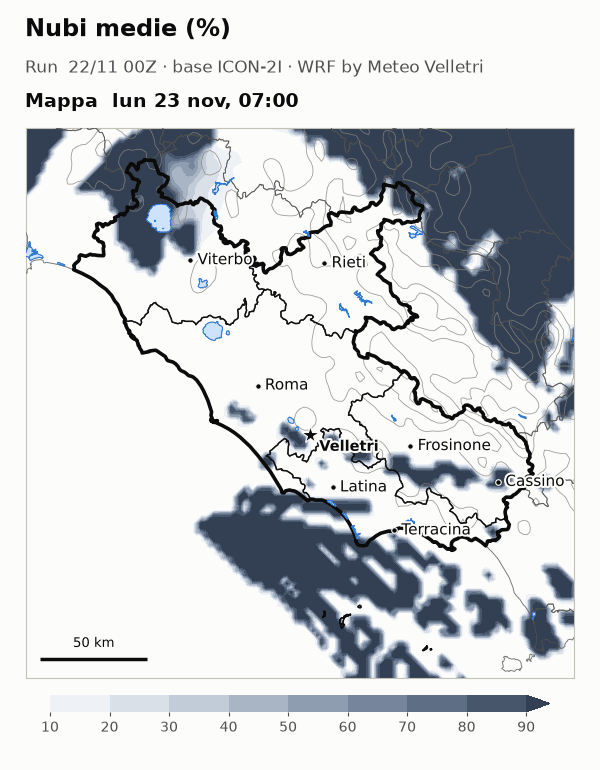 Nubi medie (%)
Run  22/11 00Z · base ICON-2I · WRF by Meteo Velletri
Mappa  lun 23 nov, 07:00
Viterbo
Rieti
Roma
Velletri
Frosinone
Cassino
Latina
Terracina
50 km
10 20 30 40 50 60 70 80 90